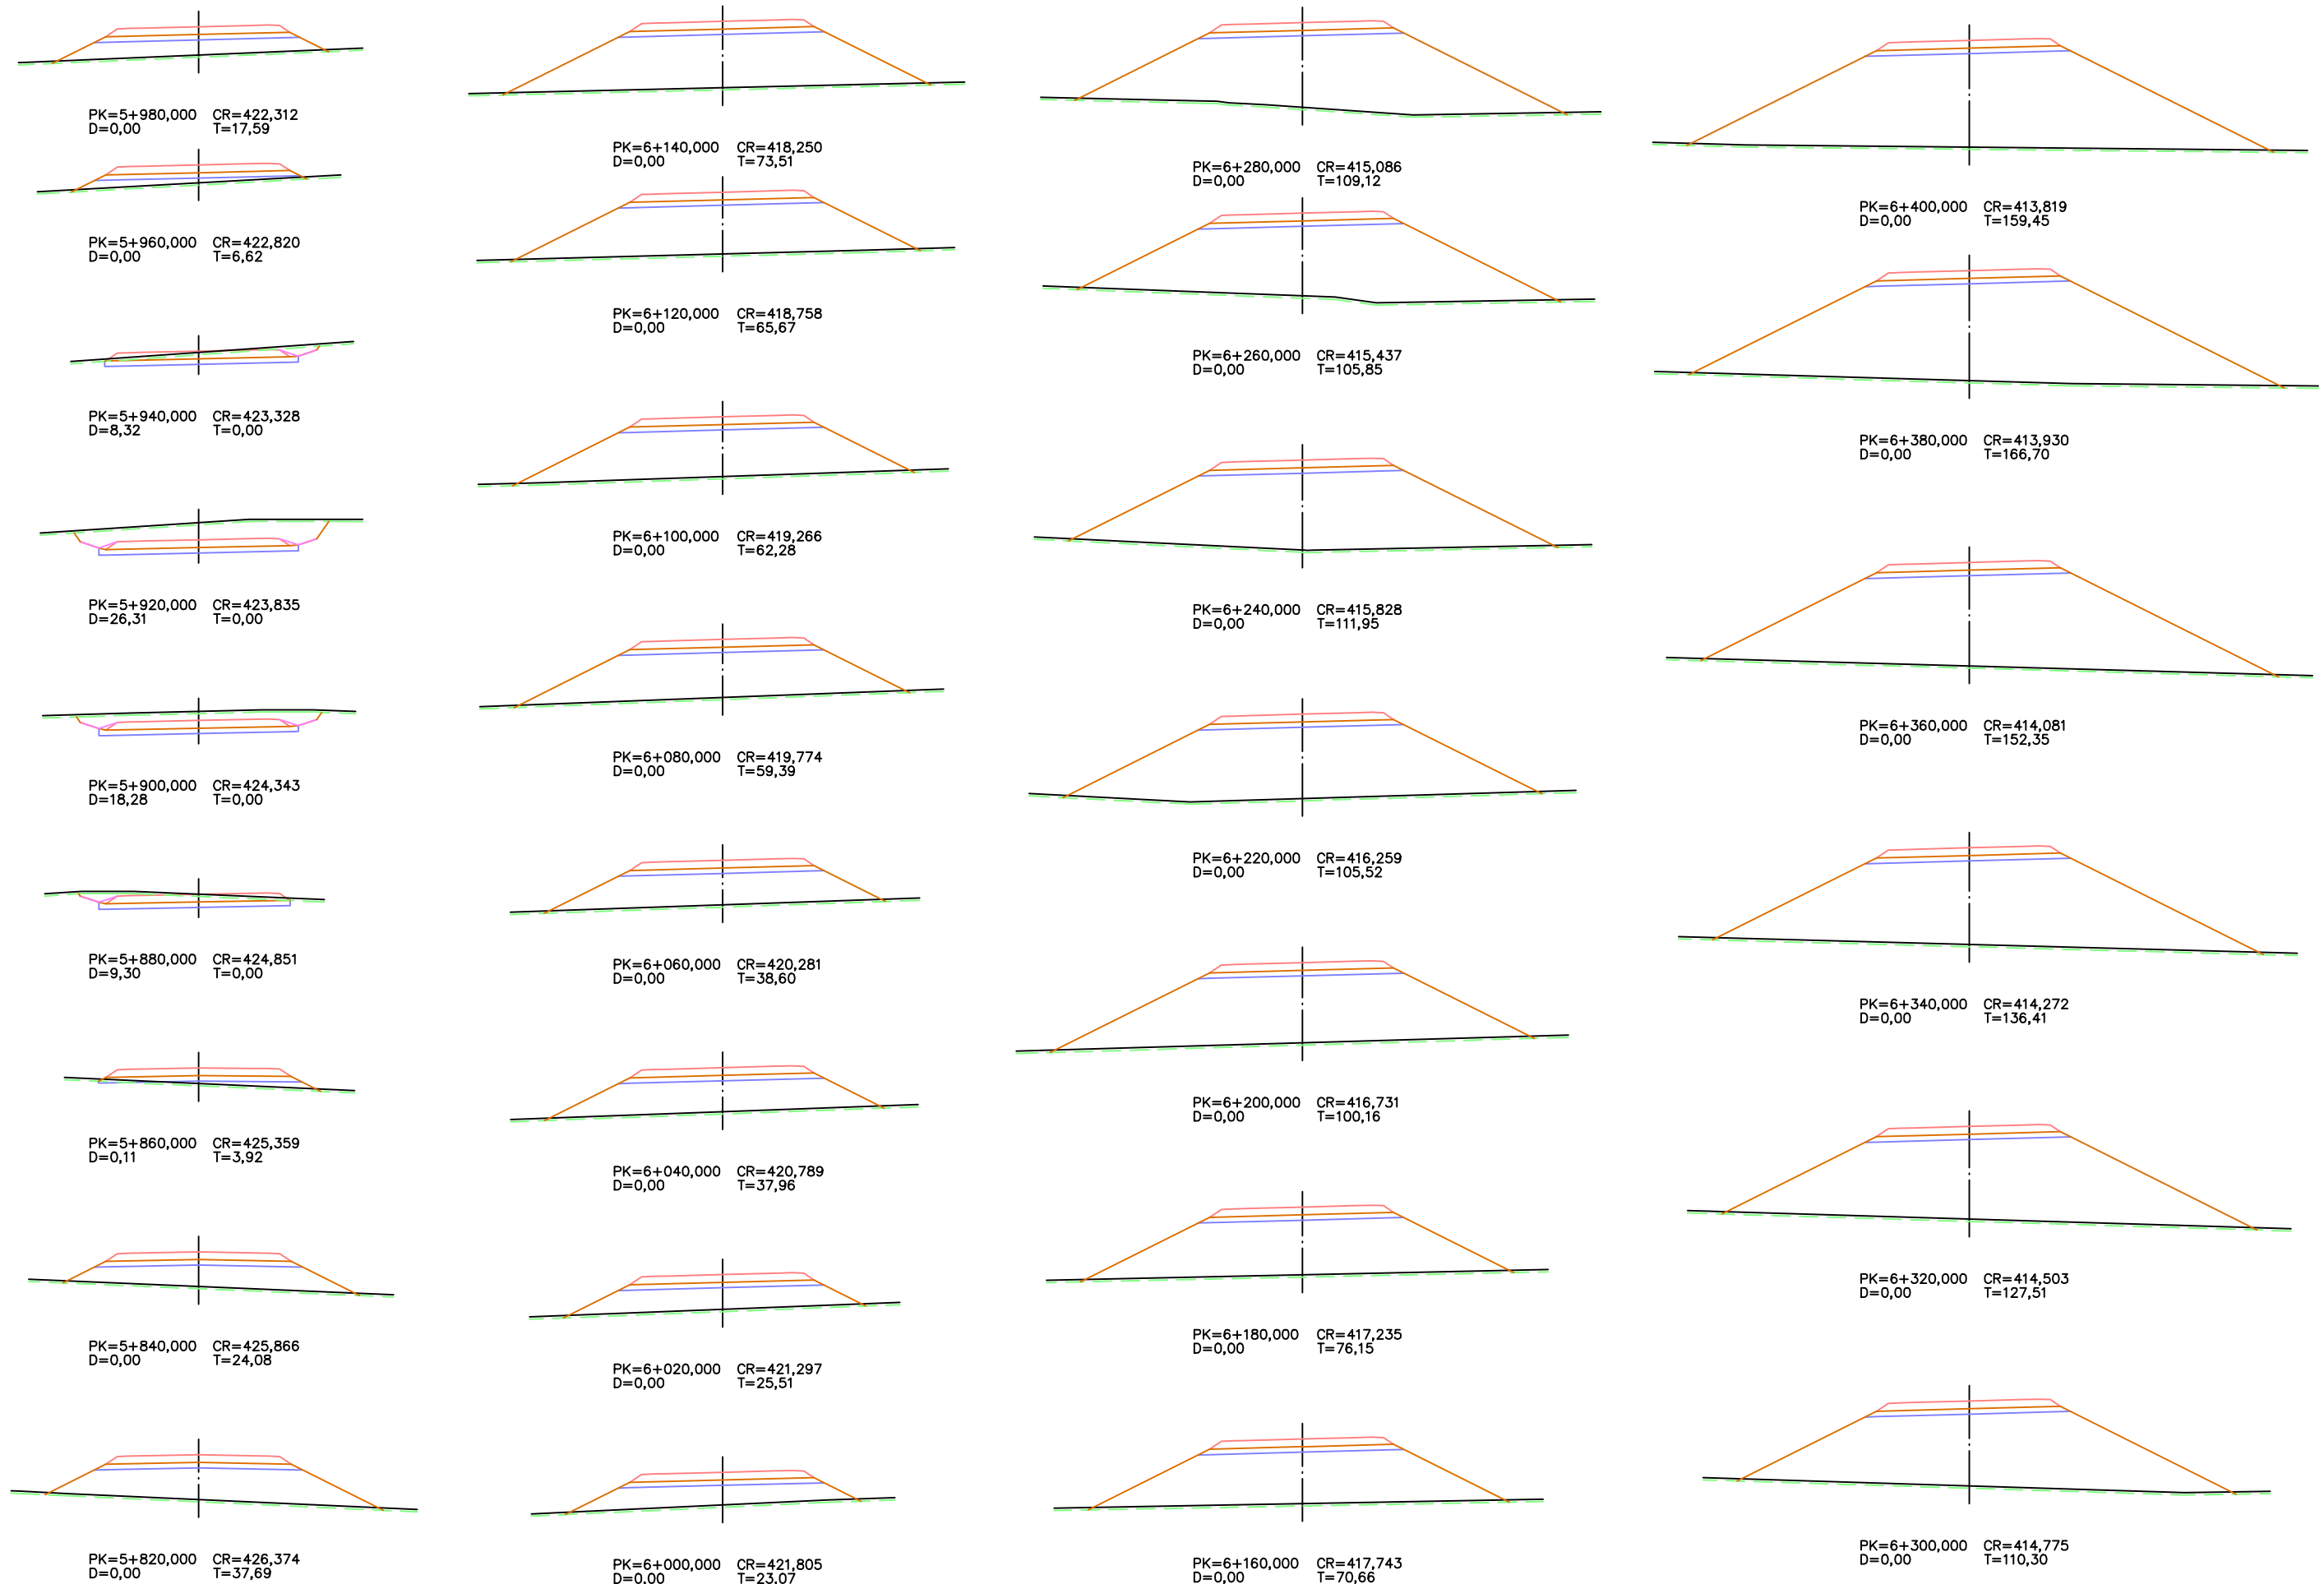 PK=5+980,000 CR=422,312
D=0,00 T=17,59
PK=5+960,000 CR=422,820
D=0,00 T=6,62
PK=5+940,000 CR=423,328
D=8,32 T=0,00
PK=5+920,000 CR=423,835
D=26,31 T=0,00
PK=5+900,000 CR=424,343
D=18,28 T=0,00
PK=5+880,000 CR=424,851
D=9,30 T=0,00
PK=5+860,000 CR=425,359
D=0,11 T=3,92
PK=5+840,000 CR=425,866
D=0,00 T=24,08
PK=5+820,000 CR=426,374
D=0,00 T=37,69
PK=6+140,000 CR=418,250
D=0,00 T=73,51
PK=6+120,000 CR=418,758
D=0,00 T=65,67
PK=6+100,000 CR=419,266
D=0,00 T=62,28
PK=6+080,000 CR=419,774
D=0,00 T=59,39
PK=6+060,000 CR=420,281
D=0,00 T=38,60
PK=6+040,000 CR=420,789
D=0,00 T=37,96
PK=6+020,000 CR=421,297
D=0,00 T=25,51
PK=6+000,000 CR=421,805
D=0,00 T=23,07
PK=6+280,000 CR=415,086
D=0,00 T=109,12
PK=6+260,000 CR=415,437
D=0,00 T=105,85
PK=6+240,000 CR=415,828
D=0,00 T=111,95
PK=6+220,000 CR=416,259
D=0,00 T=105,52
PK=6+200,000 CR=416,731
D=0,00 T=100,16
PK=6+180,000 CR=417,235
D=0,00 T=76,15
PK=6+160,000 CR=417,743
D=0,00 T=70,66
PK=6+400,000 CR=413,819
D=0,00 T=159,45
PK=6+380,000 CR=413,930
D=0,00 T=166,70
PK=6+360,000 CR=414,081
D=0,00 T=152,35
PK=6+340,000 CR=414,272
D=0,00 T=136,41
PK=6+320,000 CR=414,503
D=0,00 T=127,51
PK=6+300,000 CR=414,775
D=0,00 T=110,30